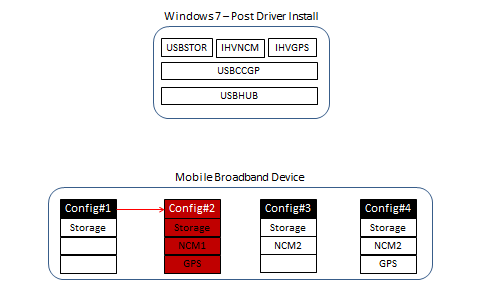 Windows 7 – Post Driver Install
USBSTOR IHVNCM IHVGPS
USBCCGP
USBHUB
Mobile Broadband Device
Config#1 Config#2 Config#3 Config#4
Storage Storage Storage Storage
NCM1 NCM2 NCM2
GPS GPS